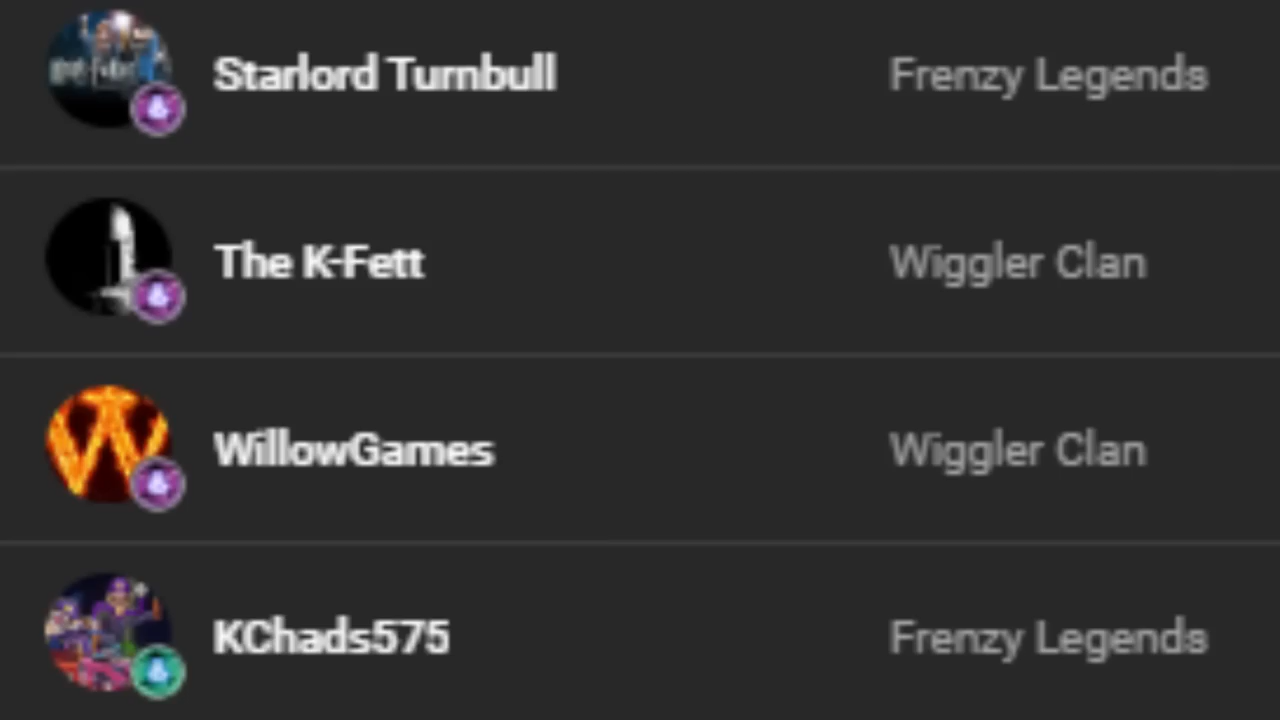 Starlord Turnbull Frenzy Legends
The K-Fett Wiggler Clan
W
WillowGames Wiggler Clan
KChads575 Frenzy Legends